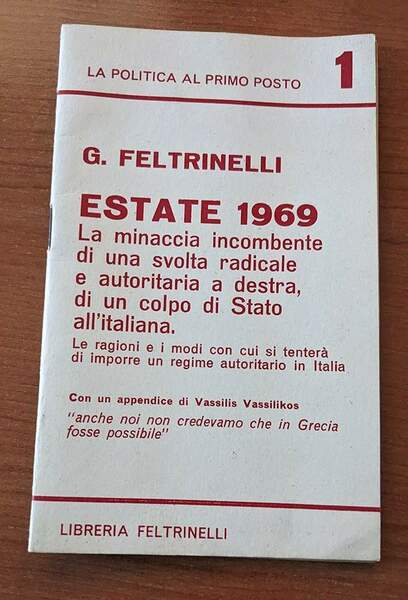 LA POLITICA AL PRIMO POSTO 1
G. FELTRINELLI
ESTATE 1969
La minaccia incombente
di una svolta radicale
e autoritaria a destra,
di un colpo di Stato
all'italiana.
Le ragioni e i modi con cui si tenterà
di imporre un regime autoritario in Italia
Con un appendice di Vassilis Vassilikos
"anche noi non credevamo che in Grecia
fosse possibile"
LIBRERIA FELTRINELLI